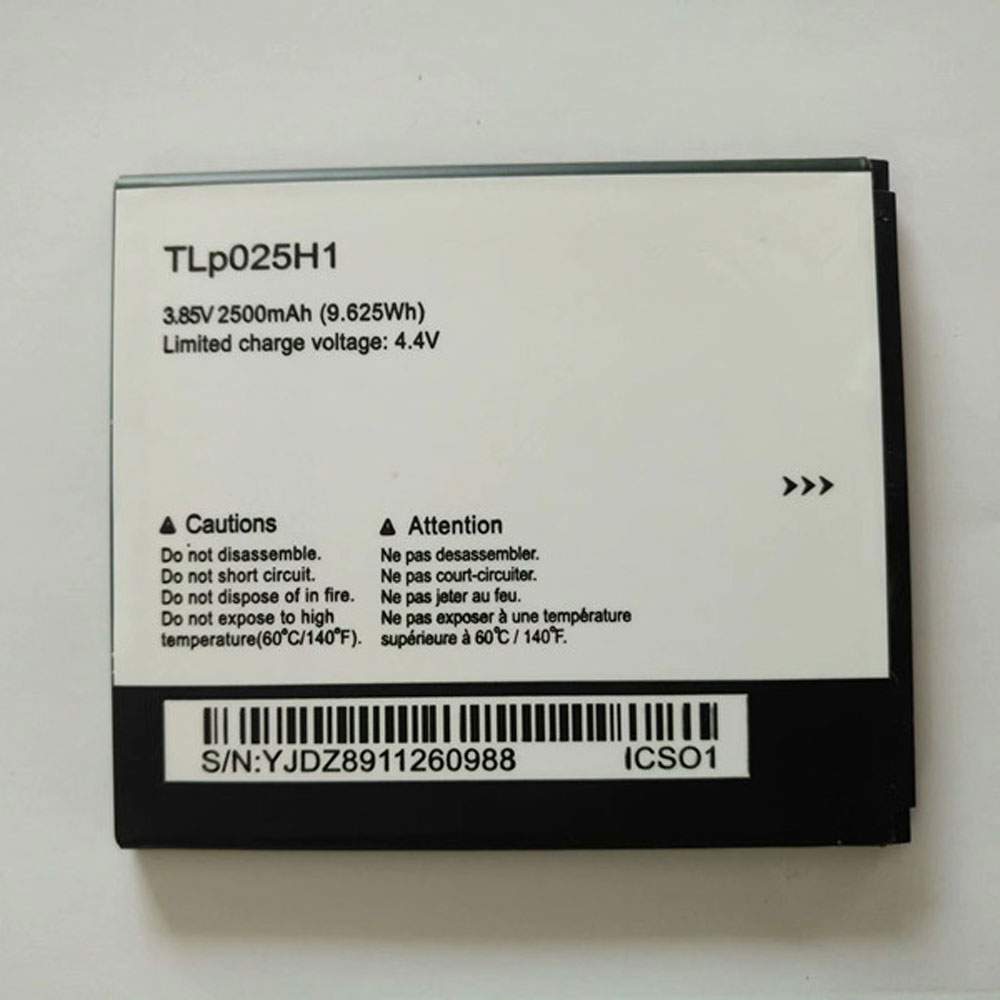 TLp025H1
3.85V 2500mAh (9.625Wh)
Limited charge voltage: 4.4V
Cautions
Do not disassemble.
Do not short circuit.
Do not dispose of in fire.
Do not expose to high
temperature(60°C/140°F).
Attention
Ne pas desassembler.
Ne pas court-circuiter.
Ne pas jeter au feu.
Ne pas exposer à une température
supérieure à 60°C / 140°F.
S/N:YJDZ8911260988 ICSO1